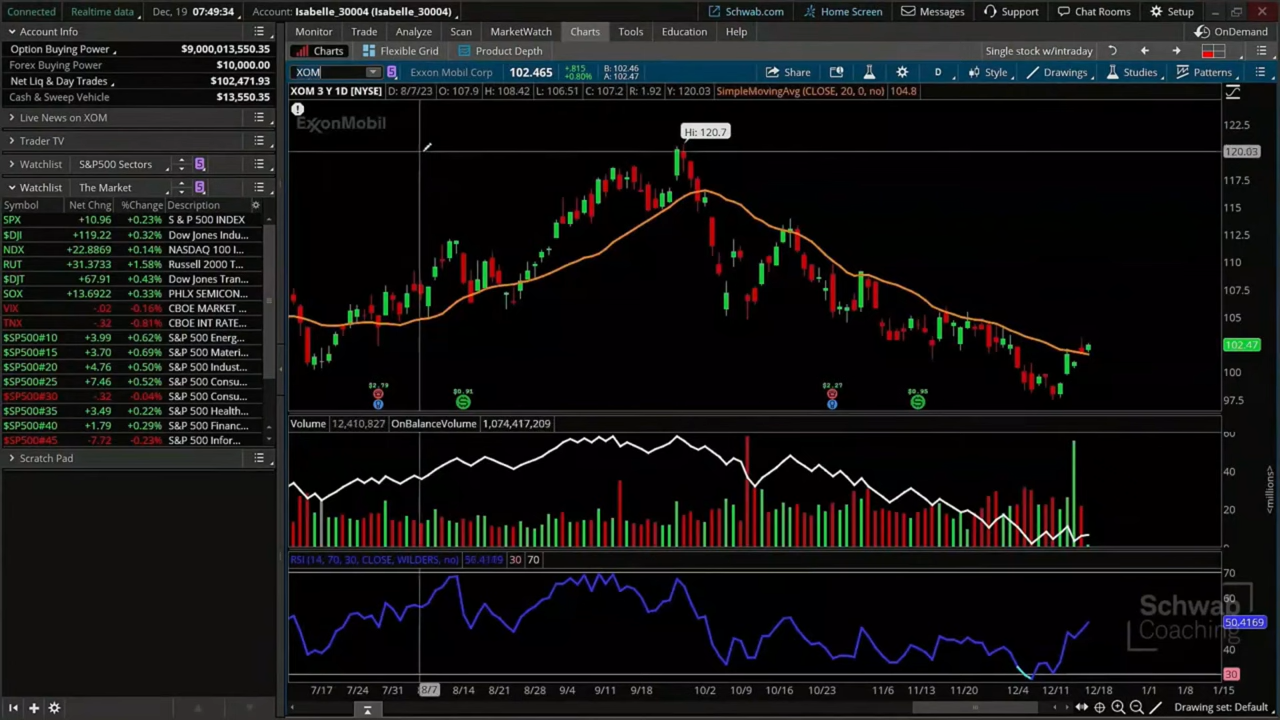 Connected Realtime data Dec, 19 07:49:34 Account: Isabelle_30004 (Isabelle_30004) Schwab.com Home Screen Messages Support Chat Rooms Setup
Account Info
Option Buying Power $9,000,013,550.35
Forex Buying Power $10,000.00
Net Liq & Day Trades $102,471.93
Cash & Sweep Vehicle $13,550.35
Live News on XOM
Trader TV
Watchlist S&P500 Sectors 5
Watchlist The Market 5
Symbol Net Chng %Change Description
SPX +10.96 +0.23% S & P 500 INDEX
$DJI +119.22 +0.32% Dow Jones Indu...
NDX +22.8869 +0.14% NASDAQ 100 I...
RUT +31.3733 +1.58% Russell 2000 T...
$DJT +67.91 +0.43% Dow Jones Tran...
SOX +13.6922 +0.33% PHLX SEMICON...
VIX -.02 -0.16% CBOE MARKET ...
TNX -.32 -0.81% CBOE INT RATE...
$SP500#10 +3.99 +0.62% S&P 500 Energ...
$SP500#15 +3.70 +0.69% S&P 500 Materi...
$SP500#20 +4.76 +0.50% S&P 500 Indust...
$SP500#25 +7.46 +0.52% S&P 500 Consu...
$SP500#30 -.32 -0.04% S&P 500 Consu...
$SP500#35 +3.49 +0.22% S&P 500 Health...
$SP500#40 +1.79 +0.29% S&P 500 Financ...
$SP500#45 -7.72 -0.23% S&P 500 Infor...
Scratch Pad
Monitor Trade Analyze Scan MarketWatch Charts Tools Education Help OnDemand
Charts Flexible Grid Product Depth Single stock w/intraday
XOM 5 Exxon Mobil Corp 102.465 +.815 +0.80% B: 102.46 A: 102.47 Share D Style Drawings Studies Patterns
XOM 3 Y 1D [NYSE] D: 8/7/23 O: 107.9 H: 108.42 L: 106.51 C: 107.2 R: 1.92 Y: 120.03 SimpleMovingAvg (CLOSE, 20, 0, no) 104.8
ExxonMobil
Hi: 120.7
122.5
120.03
117.5
115
112.5
110
107.5
105
102.47
100
97.5
$2.79 $0.91 $2.27 $0.95
Volume 12,410,827 OnBalanceVolume 1,074,417,209
60
40
20
0
<millions>
RSI (14, 70, 30, CLOSE, WILDERS, no) 50.4169 30 70
70
60
50.4169
40
30
Schwab
Coaching
7/17 7/24 7/31 8/7 8/14 8/21 8/28 9/4 9/11 9/18 10/2 10/9 10/16 10/23 11/6 11/13 11/20 12/4 12/11 12/18 1/1 1/8 1/15
Drawing set: Default